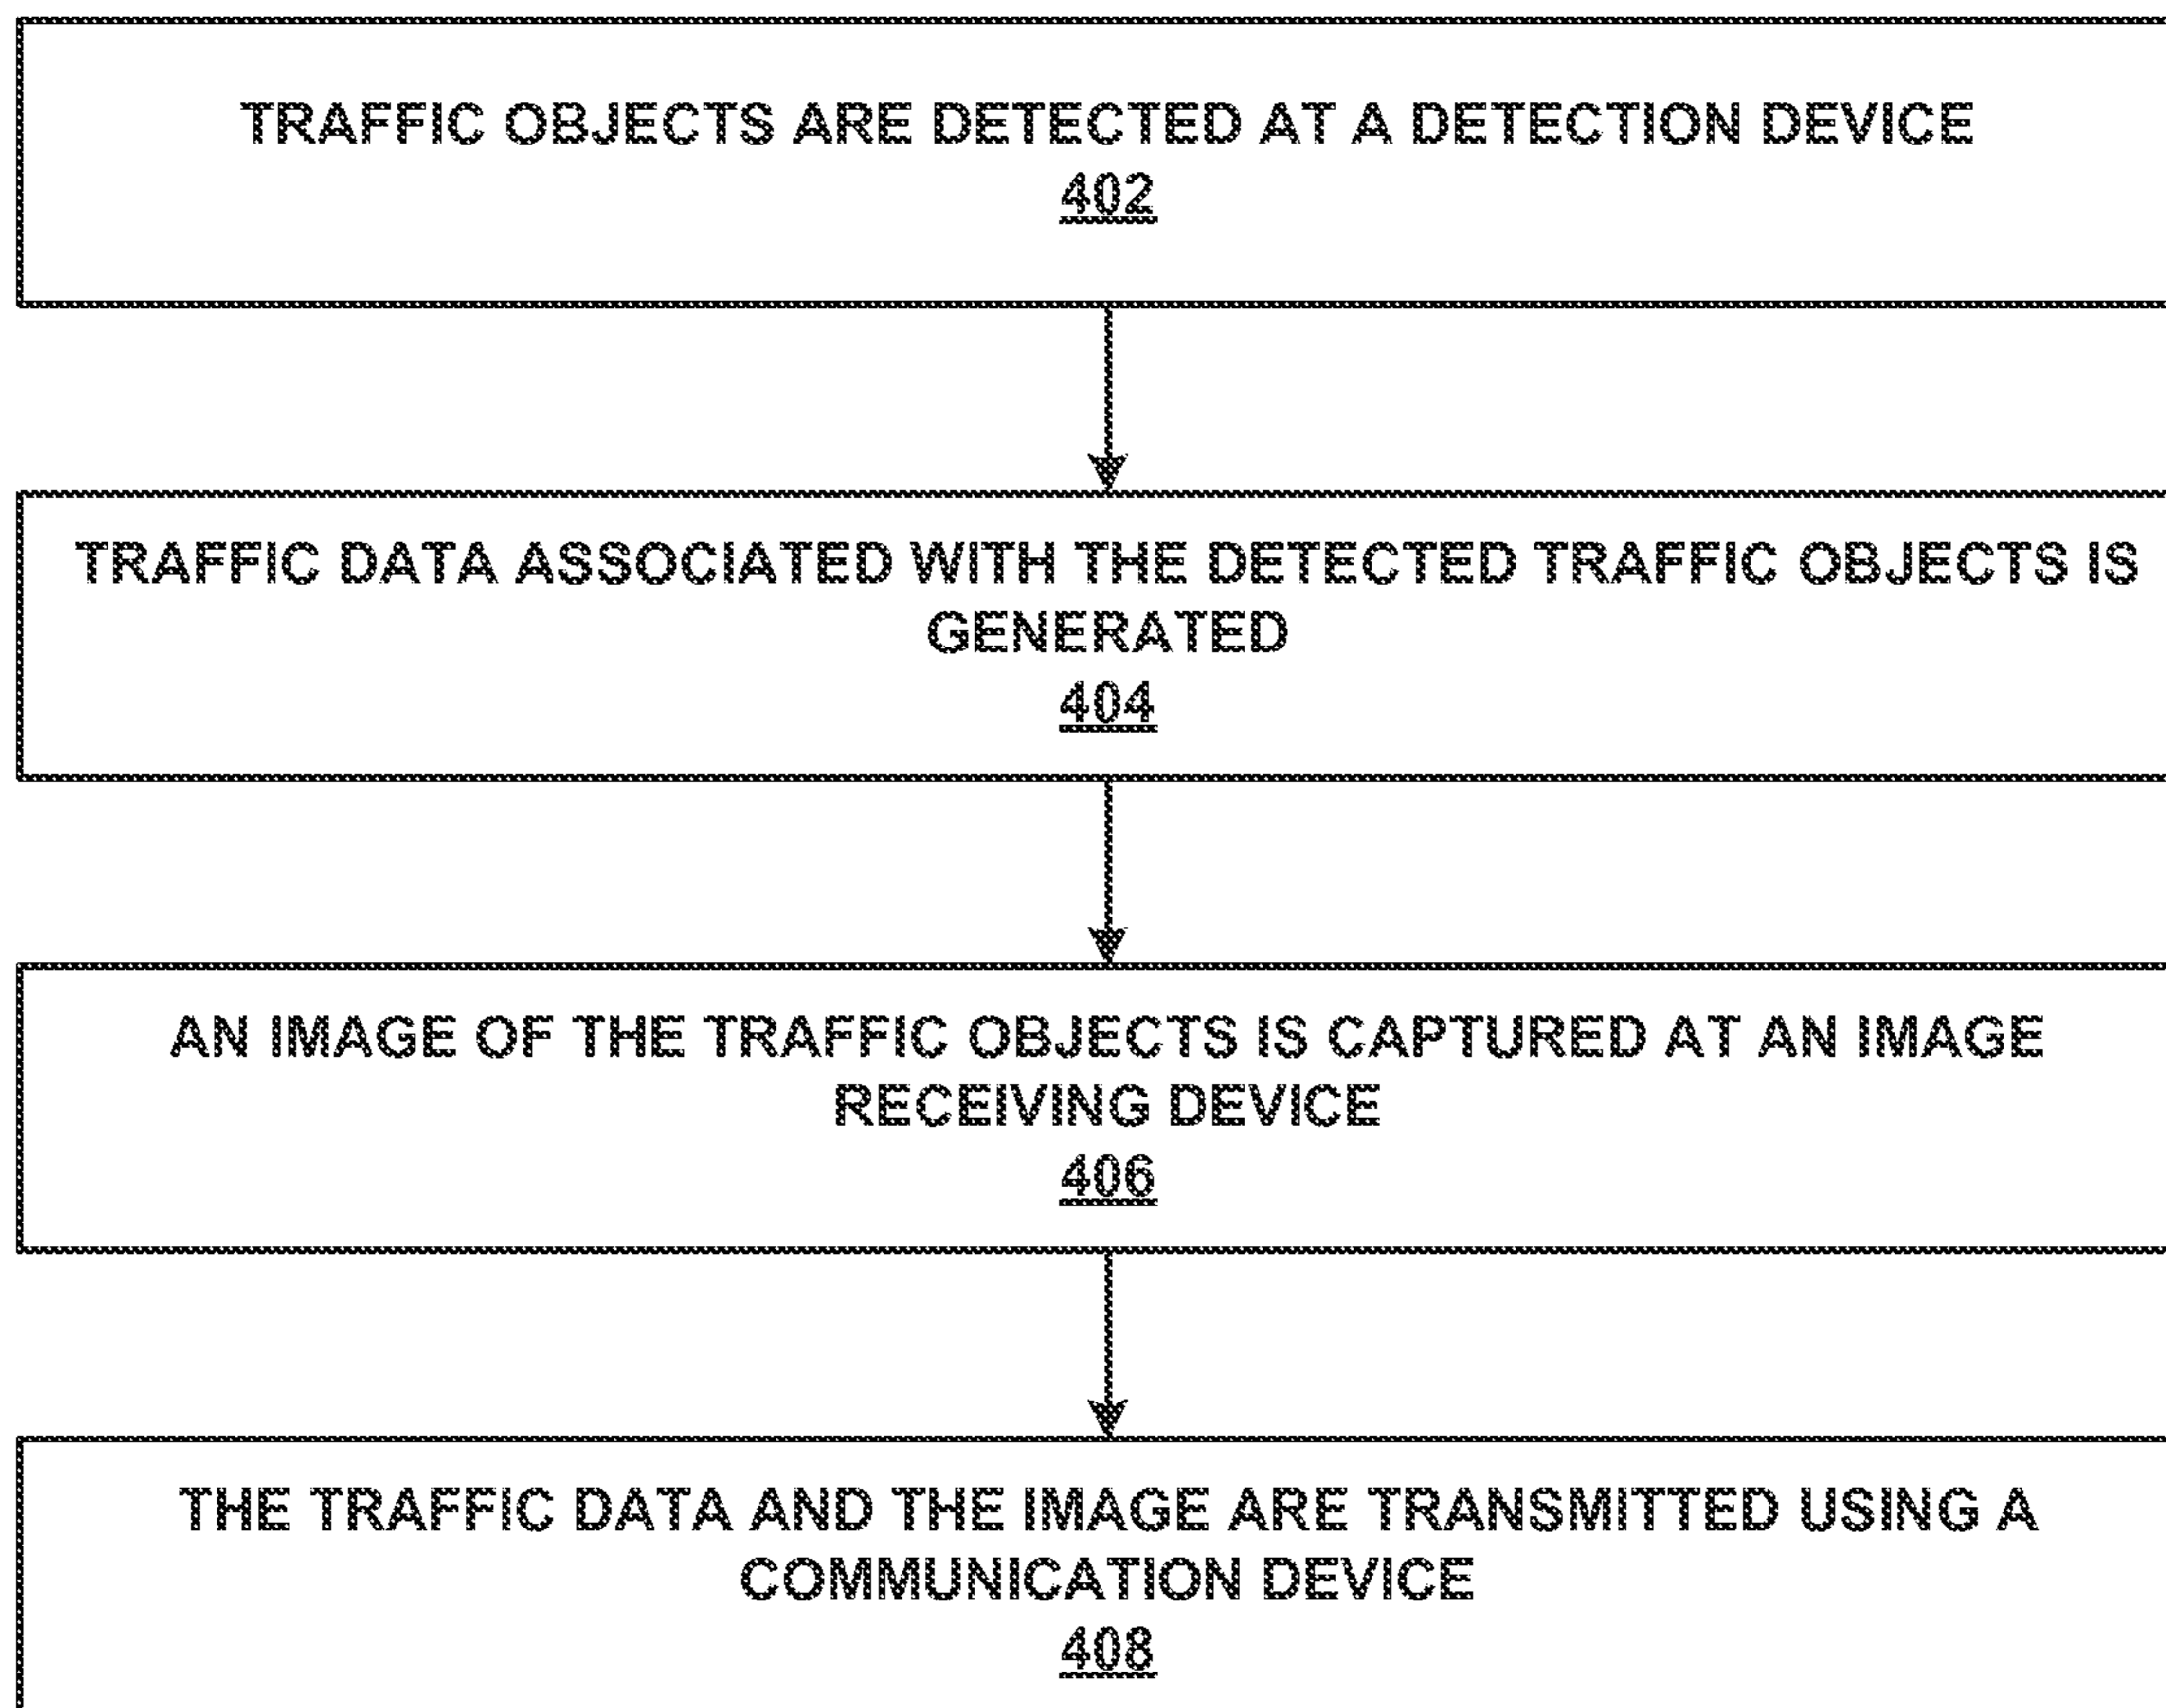 TRAFFIC OBJECTS ARE DETECTED AT A DETECTION DEVICE
402
TRAFFIC DATA ASSOCIATED WITH THE DETECTED TRAFFIC OBJECTS IS
GENERATED
404
AN IMAGE OF THE TRAFFIC OBJECTS IS CAPTURED AT AN IMAGE
RECEIVING DEVICE
406
THE TRAFFIC DATA AND THE IMAGE ARE TRANSMITTED USING A
COMMUNICATION DEVICE
408